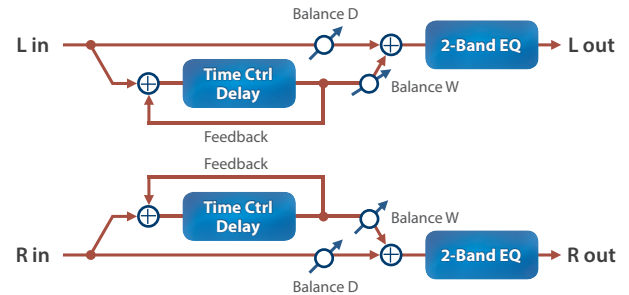 Balance D
L in
2-Band EQ
L out
Time Ctrl
Delay
Balance W
Feedback
Feedback
Time Ctrl
Delay
Balance W
R in
2-Band EQ
R out
Balance D